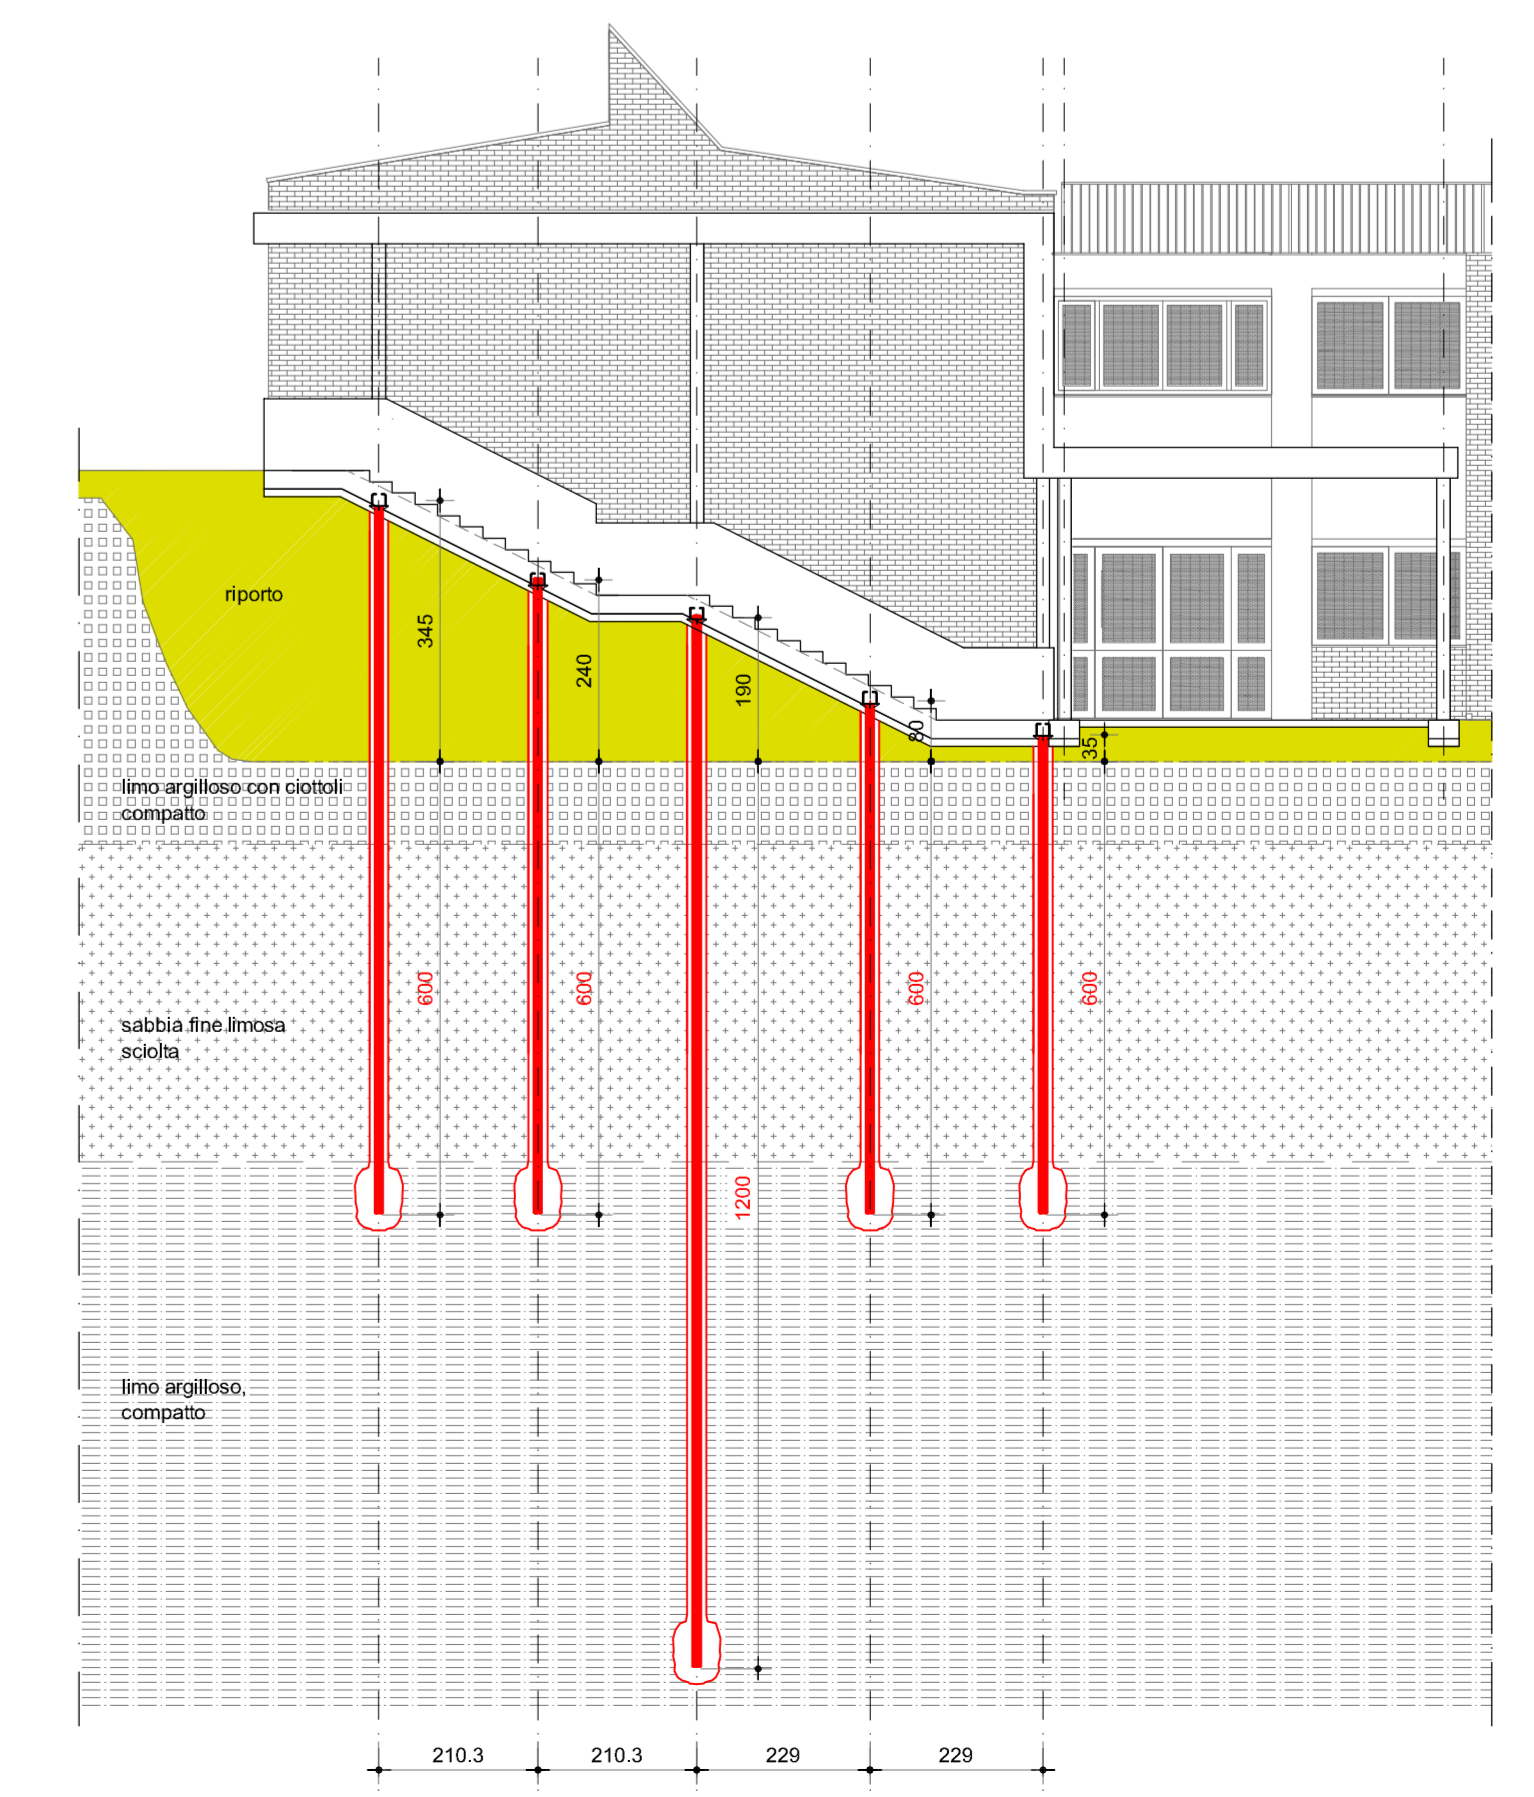 riporto
345
240
190
80
35
limo argilloso con ciottoli
compatto
600
600
600
600
sabbia fine limosa
sciolta
1200
limo argilloso,
compatto
210.3
210.3
229
229